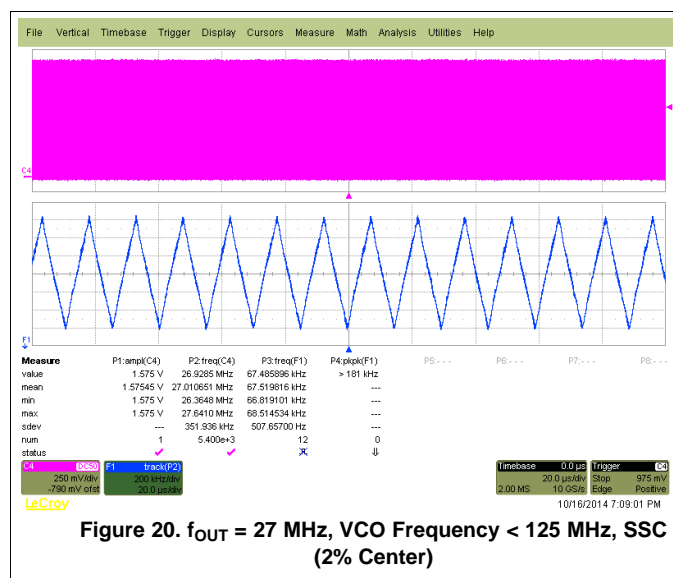 File Vertical Timebase Trigger Display Cursors Measure Math Analysis Utilities Help
C4
F1
Measure P1:ampl(C4) P2:freq(C4) P3:freq(F1) P4:pkpk(F1) P5:- - - P6:- - - P7:- - - P8:- - -
value 1.575 V 26.9285 MHz 67.485896 kHz > 181 kHz
mean 1.57545 V 27.010651 MHz 67.519816 kHz ---
min 1.575 V 26.3648 MHz 66.819101 kHz ---
max 1.575 V 27.6410 MHz 68.514534 kHz ---
sdev --- 351.936 kHz 507.65700 Hz ---
num 1 5.400e+3 12 0
status
C4 DC50 F1 track(P2) Timebase 0.0 µs Trigger C4
250 mV/div 200 kHz/div 20.0 µs/div Stop 975 mV
-790 mV ofst 20.0 µs/div 2.00 MS 10 GS/s Edge Positive
LeCroy 10/16/2014 7:09:01 PM
Figure 20. fOUT = 27 MHz, VCO Frequency < 125 MHz, SSC
(2% Center)